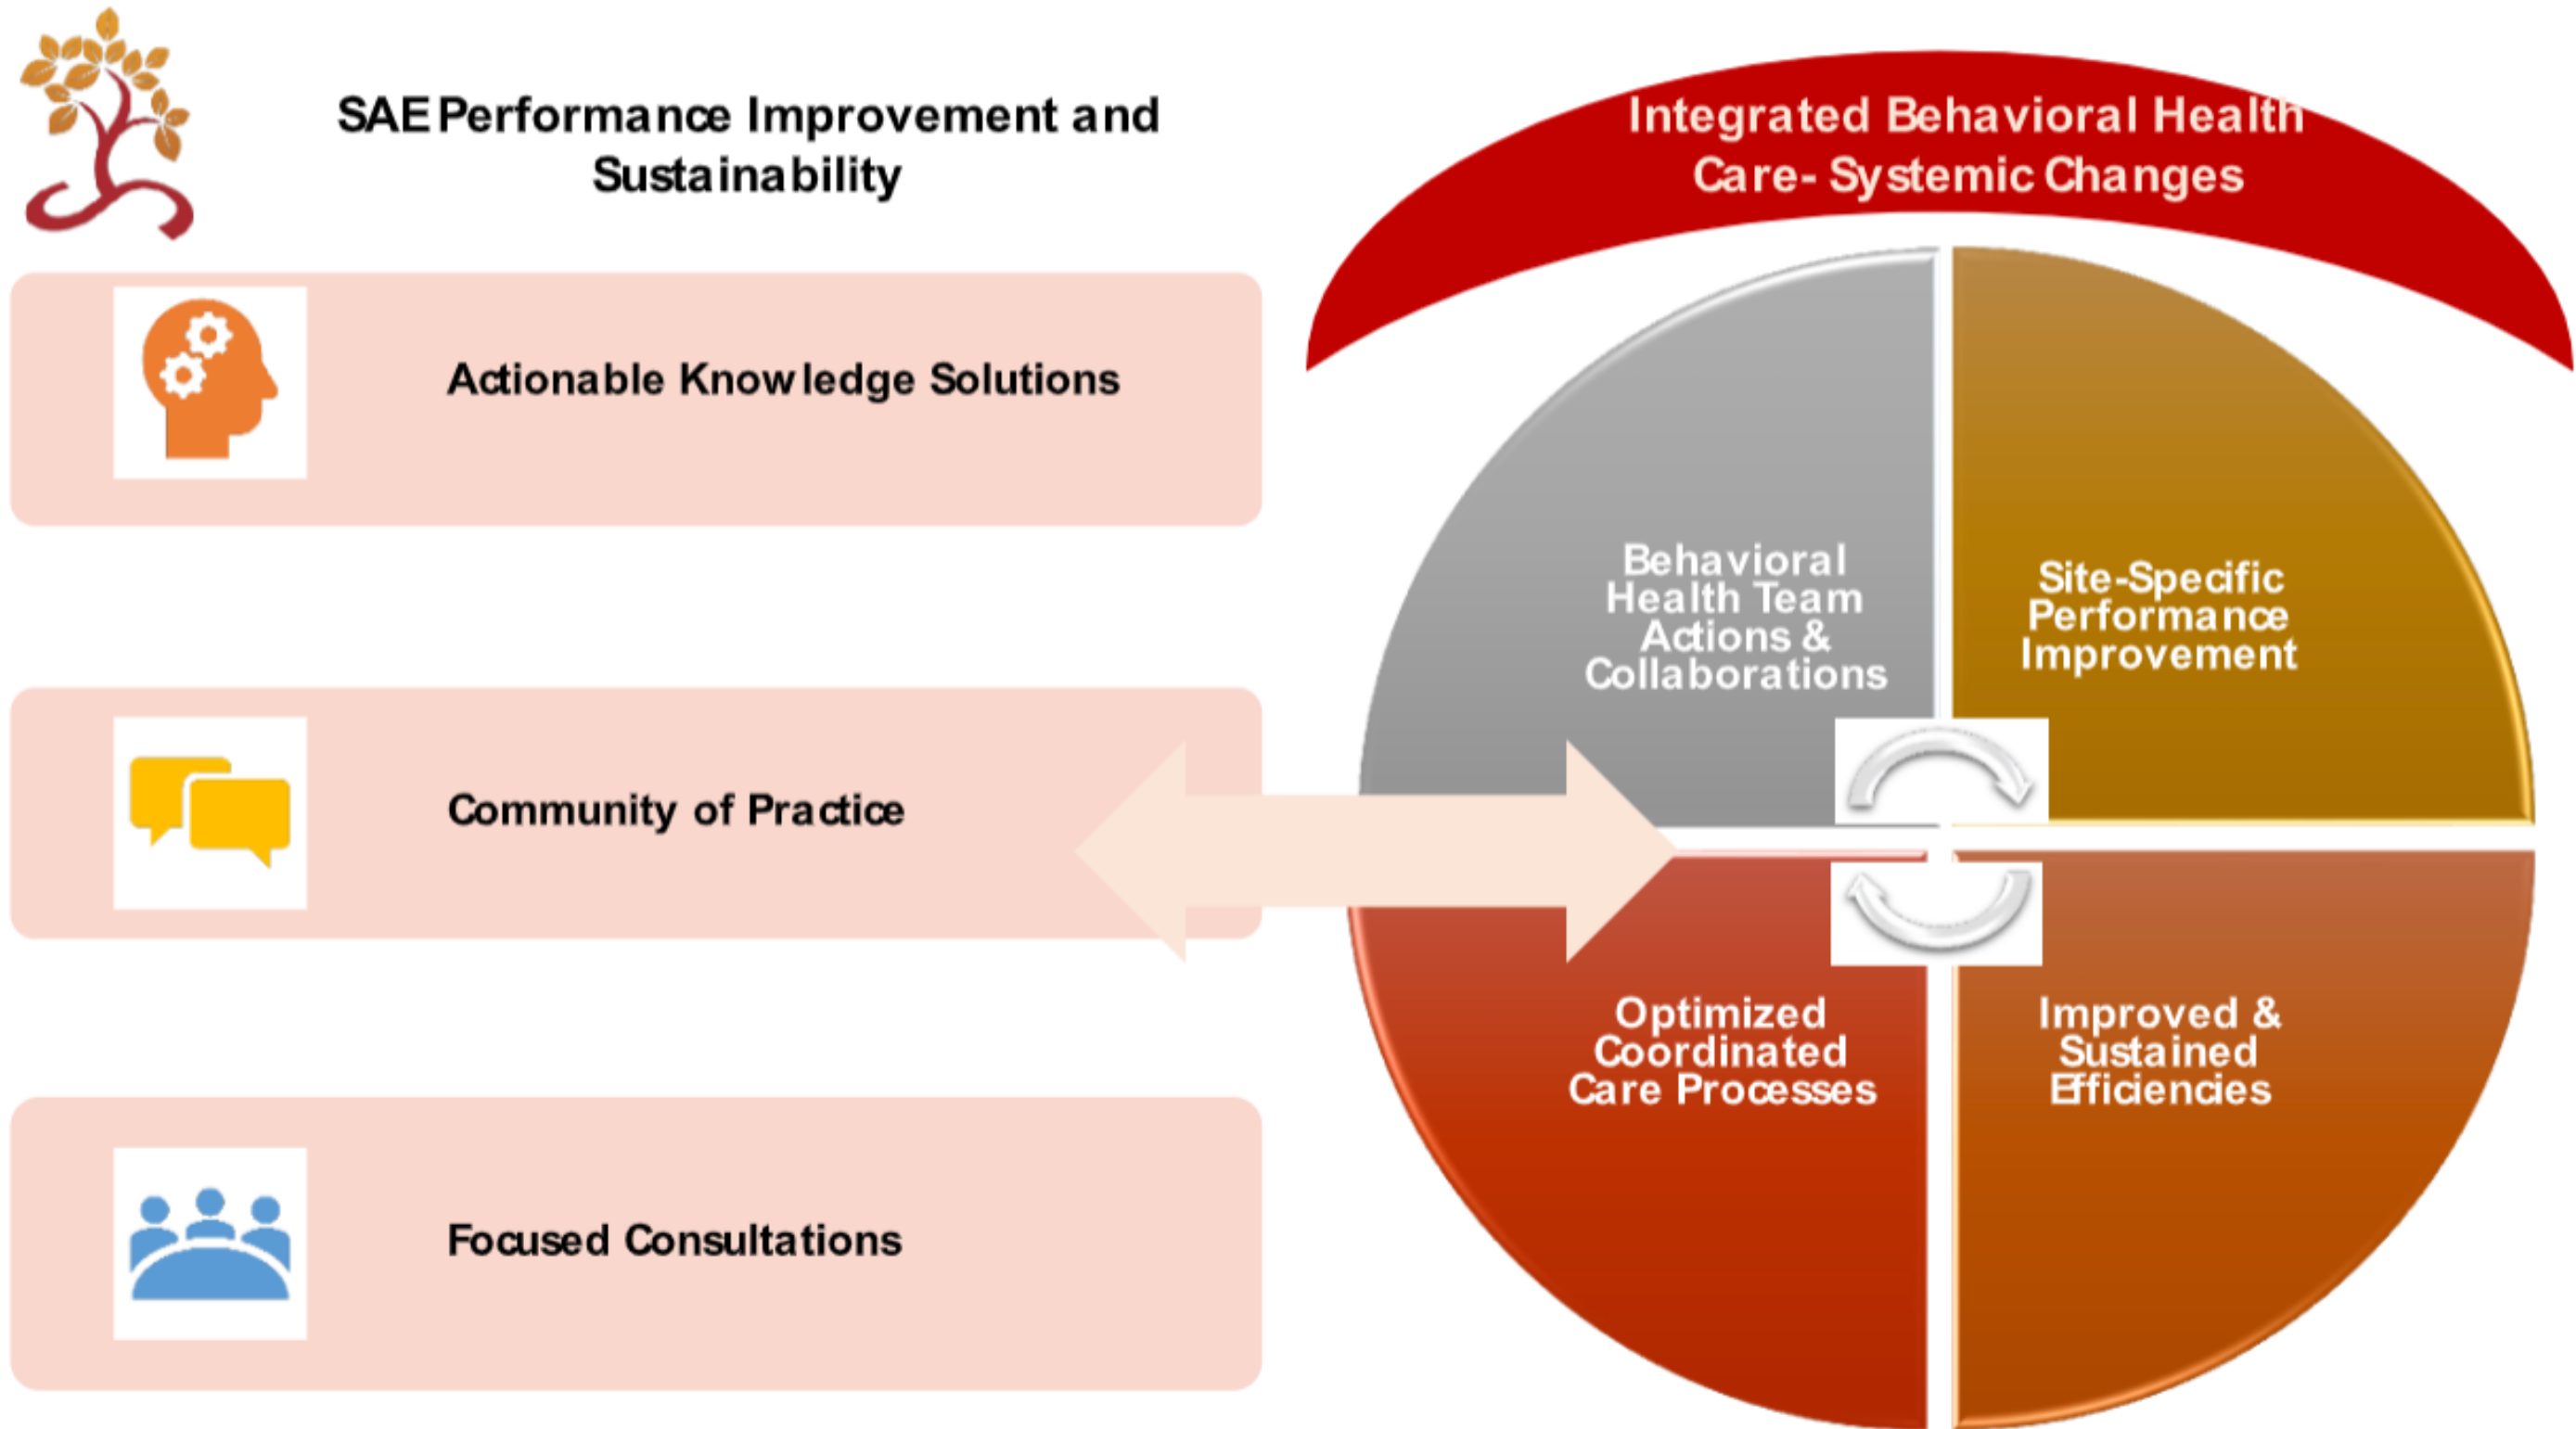 SAE Performance Improvement and
Sustainability
Actionable Knowledge Solutions
Community of Practice
Focused Consultations
Integrated Behavioral Health
Care- Systemic Changes
Behavioral
Health Team
Actions &
Collaborations
Site-Specific
Performance
Improvement
Optimized
Coordinated
Care Processes
Improved &
Sustained
Efficiencies